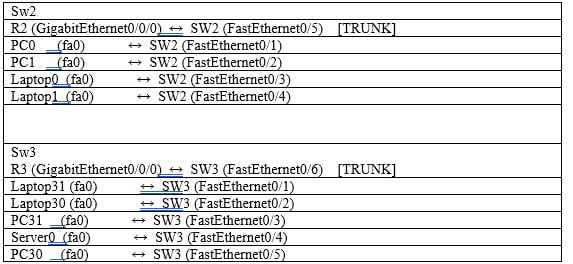 Sw2
R2 (GigabitEthernet0/0/0) ↔ SW2 (FastEthernet0/5) [TRUNK]
PC0 (fa0) ↔ SW2 (FastEthernet0/1)
PC1 (fa0) ↔ SW2 (FastEthernet0/2)
Laptop0 (fa0) ↔ SW2 (FastEthernet0/3)
Laptop1 (fa0) ↔ SW2 (FastEthernet0/4)
Sw3
R3 (GigabitEthernet0/0/0) ↔ SW3 (FastEthernet0/6) [TRUNK]
Laptop31 (fa0) ↔ SW3 (FastEthernet0/1)
Laptop30 (fa0) ↔ SW3 (FastEthernet0/2)
PC31 (fa0) ↔ SW3 (FastEthernet0/3)
Server0 (fa0) ↔ SW3 (FastEthernet0/4)
PC30 (fa0) ↔ SW3 (FastEthernet0/5)